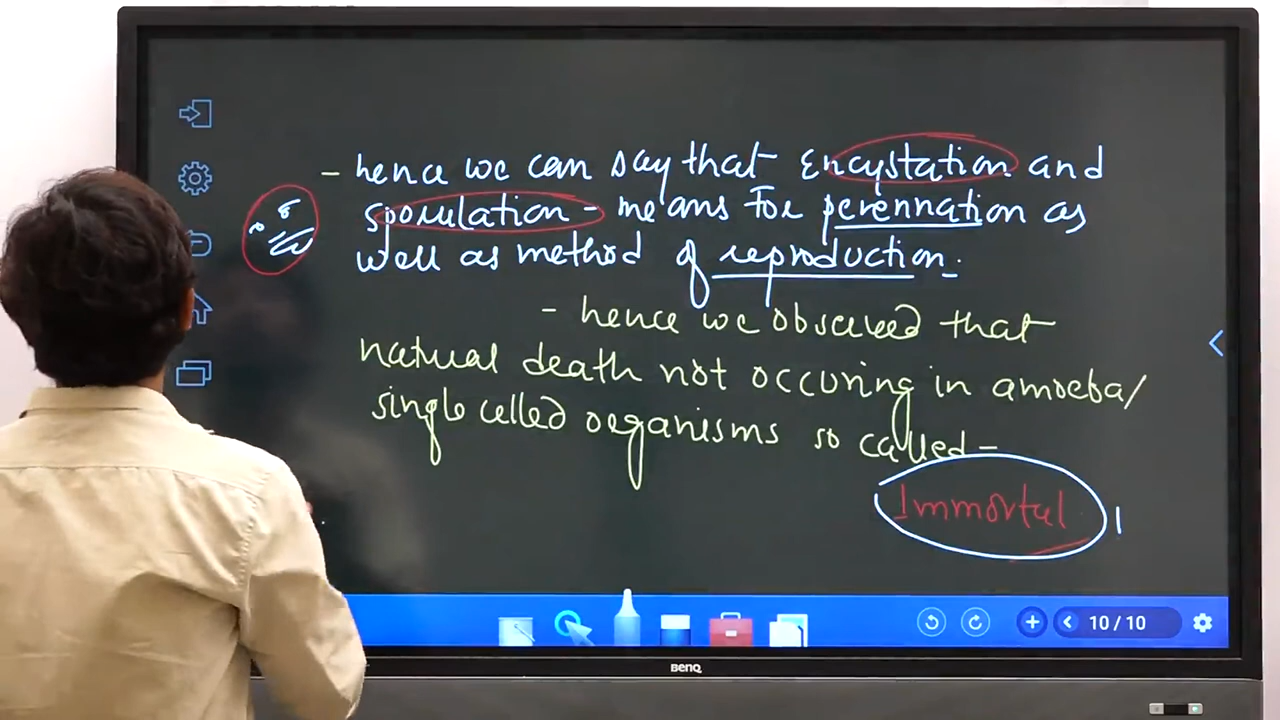 - hence we can say that Encystation and
sporulation - means for perennation as
well as method of reproduction.
- hence we observed that
natural death not occuring in amoeba/
single celled organisms so called -
Immortal
10/10
BenQ